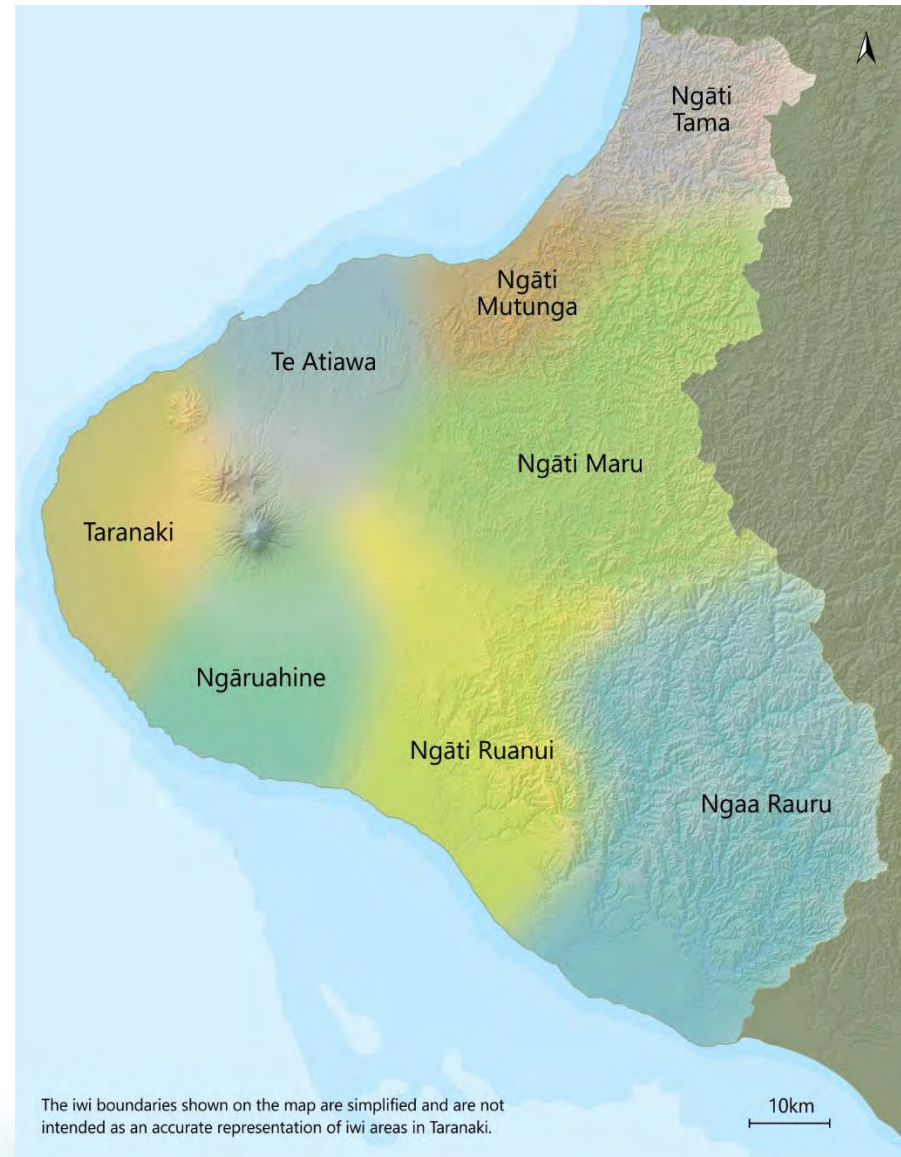 Ngāti
Tama
Ngāti
Mutunga
Te Atiawa
Ngāti Maru
Taranaki
Ngāruahine
Ngāti Ruanui
Ngaa Rauru
The iwi boundaries shown on the map are simplified and are not
intended as an accurate representation of iwi areas in Taranaki.
10km